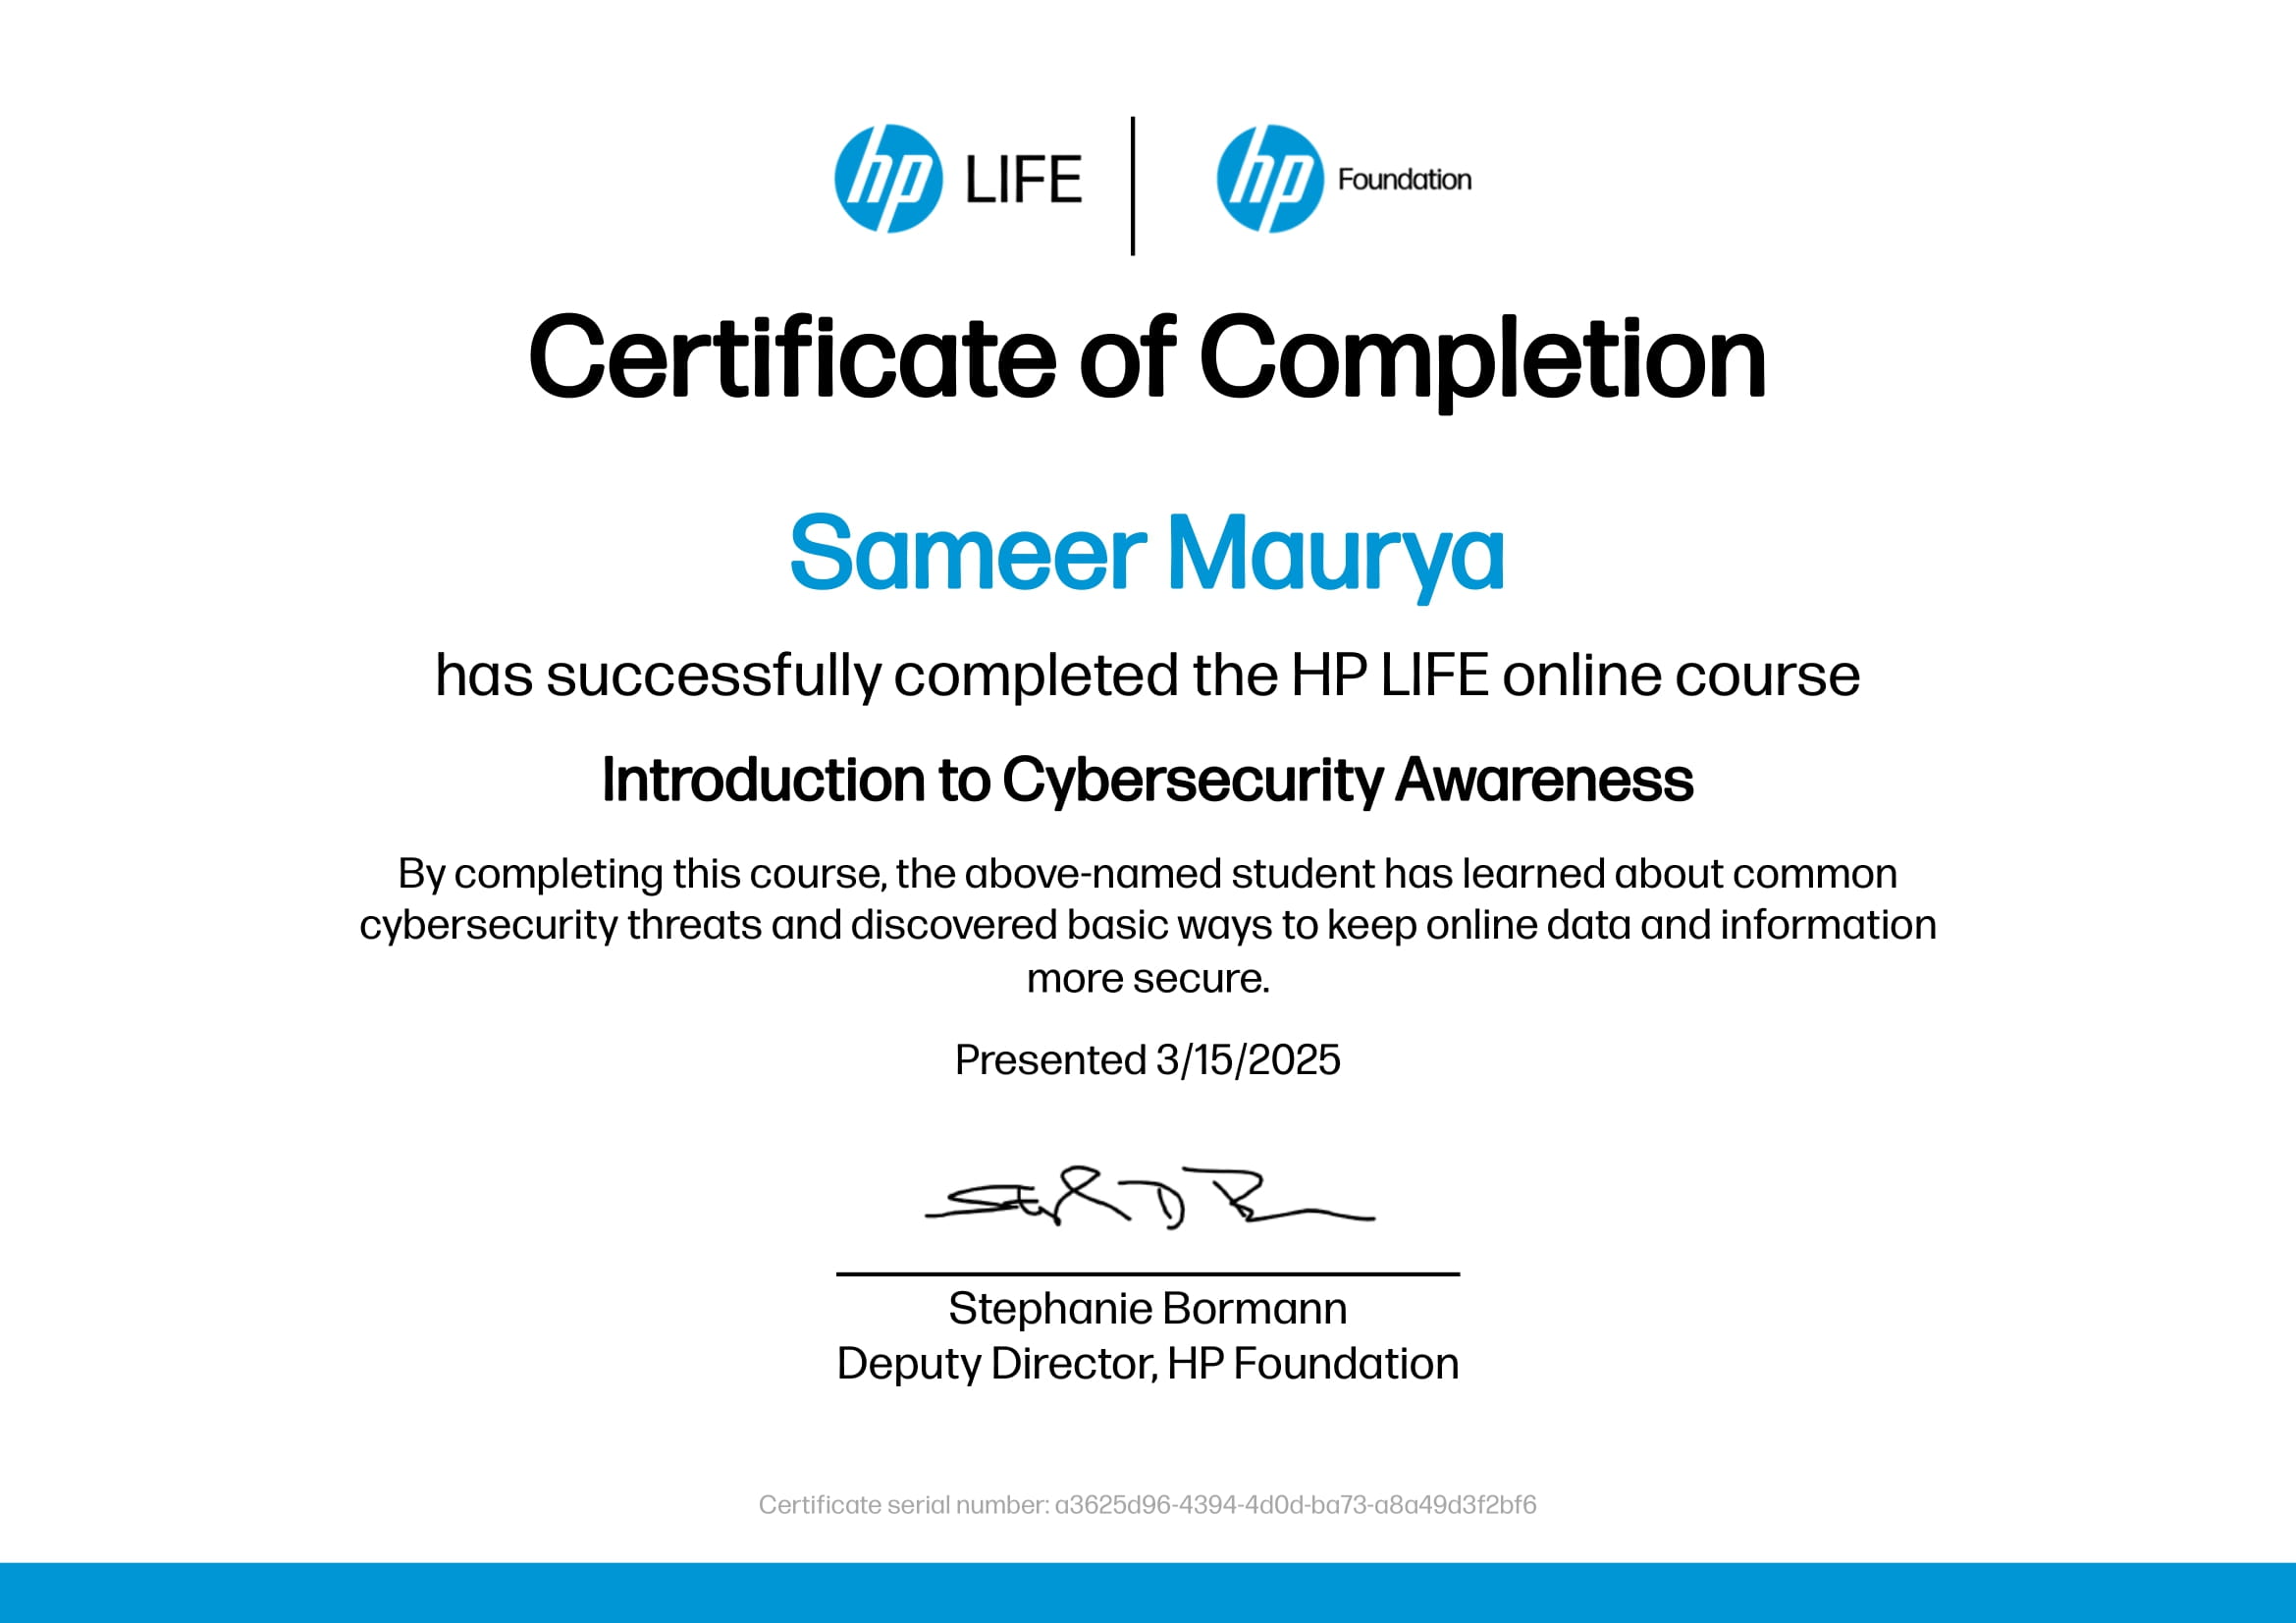 hp LIFE
hp Foundation
Certificate of Completion
Sameer Maurya
has successfully completed the HP LIFE online course
Introduction to Cybersecurity Awareness
By completing this course, the above-named student has learned about common
cybersecurity threats and discovered basic ways to keep online data and information
more secure.
Presented 3/15/2025
Stephanie Bormann
Deputy Director, HP Foundation
Certificate serial number: a3625d96-4394-4d0d-ba73-a8a49d3f2bf6